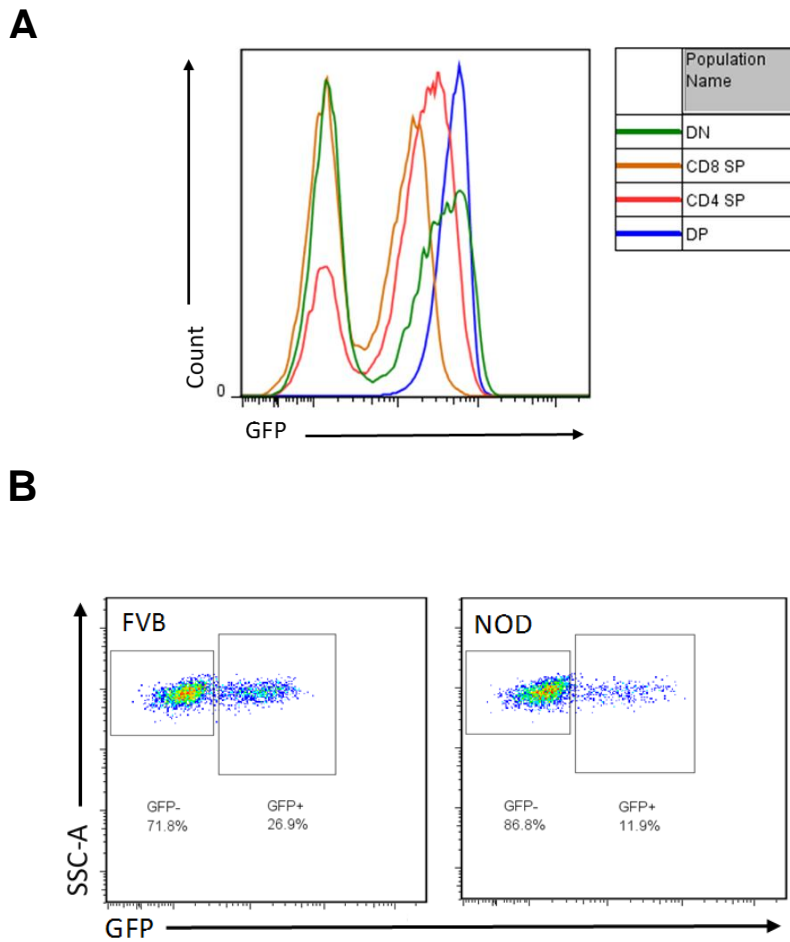 A
Population
Name
DN
CD8 SP
CD4 SP
DP
Count
0
GFP
B
FVB
GFP-
71.8%
GFP+
26.9%
NOD
GFP-
86.8%
GFP+
11.9%
SSC-A
GFP